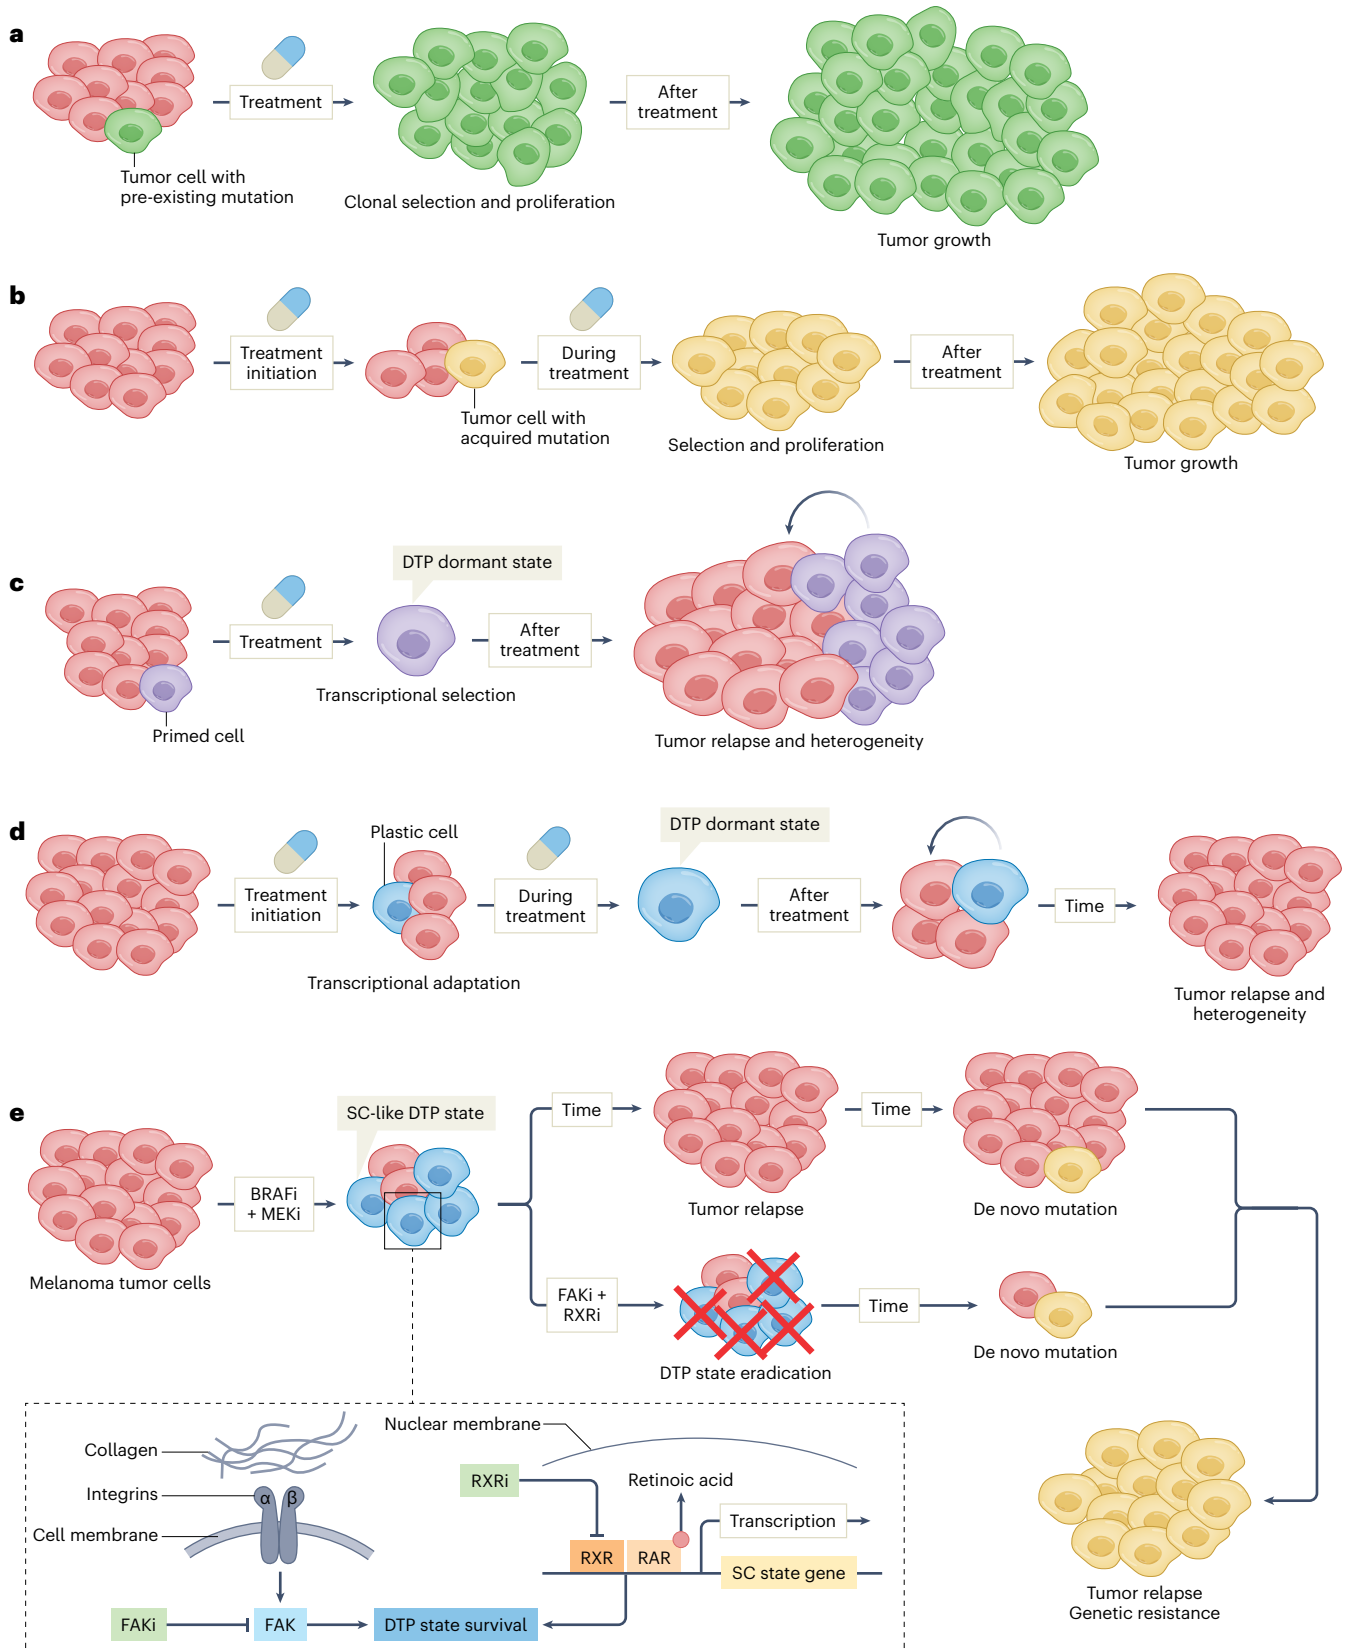 a
Treatment
After
treatment
Tumor cell with
pre-existing mutation
Clonal selection and proliferation
Tumor growth
b
Treatment
initiation
During
treatment
After
treatment
Tumor cell with
acquired mutation
Selection and proliferation
Tumor growth
c
DTP dormant state
Treatment
After
treatment
Transcriptional selection
Primed cell
Tumor relapse and heterogeneity
d
Plastic cell
DTP dormant state
Treatment
initiation
During
treatment
After
treatment
Time
Transcriptional adaptation
Tumor relapse and
heterogeneity
e
SC-like DTP state
Time
Time
BRAFi
+ MEKi
Tumor relapse
De novo mutation
Melanoma tumor cells
FAKi +
RXRi
Time
DTP state eradication
De novo mutation
Nuclear membrane
Collagen
RXRi
Retinoic acid
Integrins
α
β
Cell membrane
Transcription
RXR
RAR
SC state gene
FAKi
FAK
DTP state survival
Tumor relapse
Genetic resistance